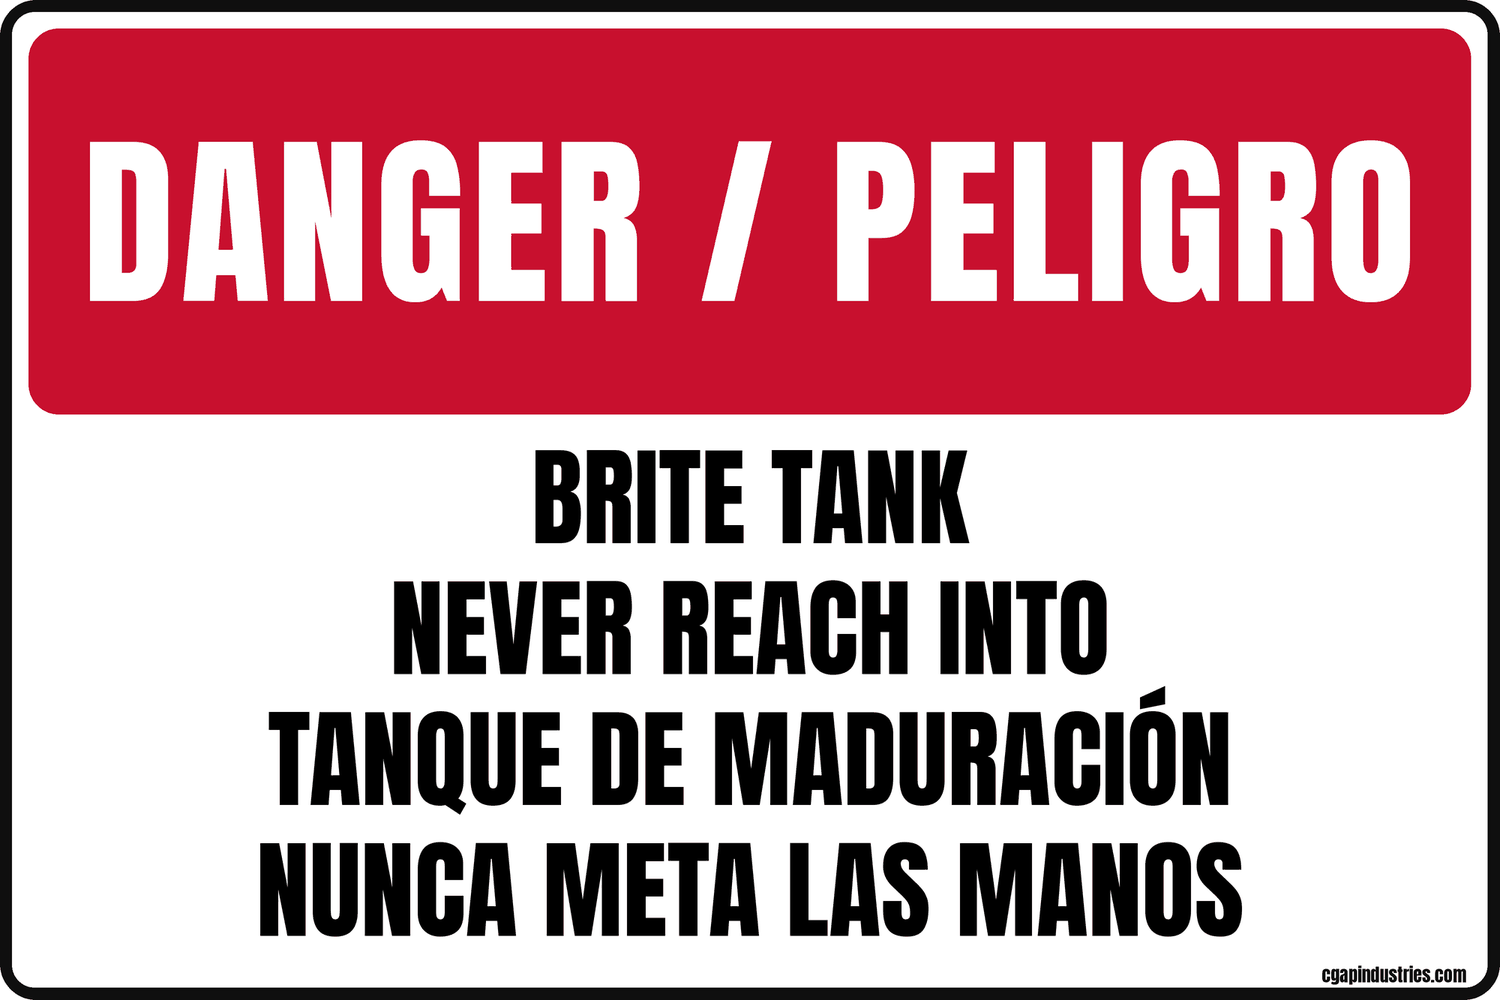 DANGER / PELIGRO
BRITE TANK
NEVER REACH INTO
TANQUE DE MADURACIÓN
NUNCA META LAS MANOS
cgapindustries.com